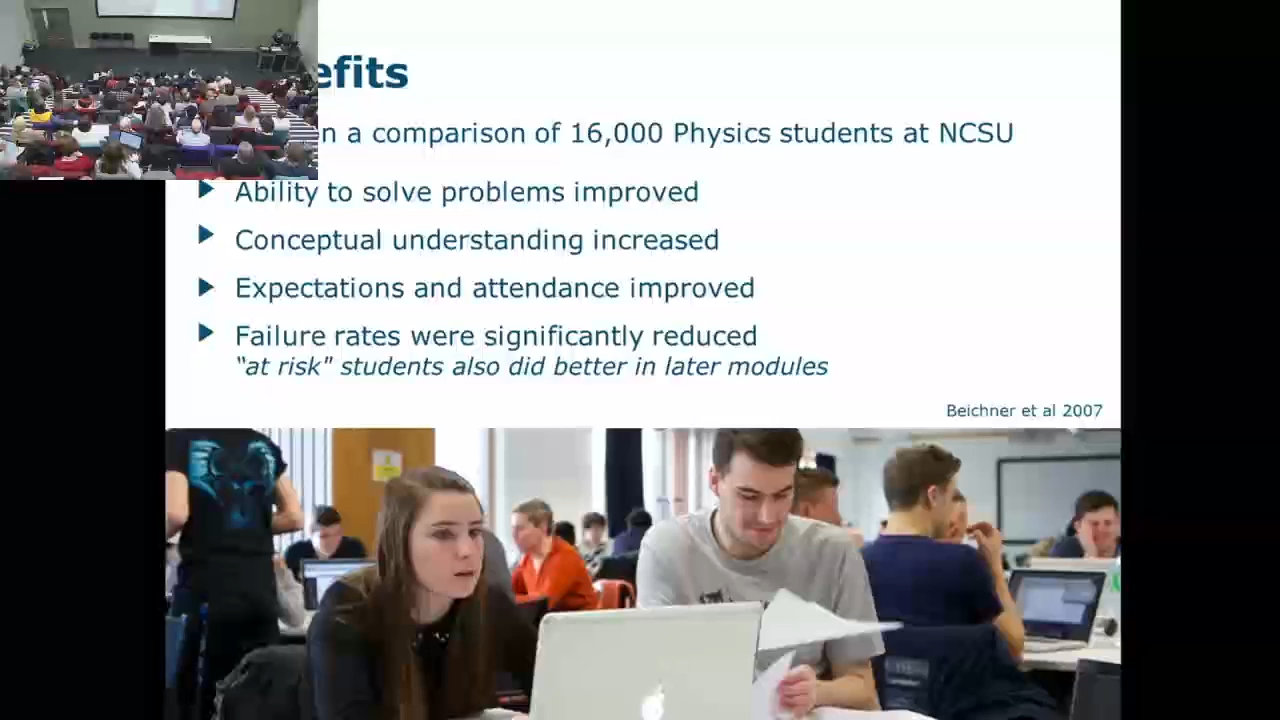 efits
n a comparison of 16,000 Physics students at NCSU
Ability to solve problems improved
Conceptual understanding increased
Expectations and attendance improved
Failure rates were significantly reduced
"at risk" students also did better in later modules
Beichner et al 2007